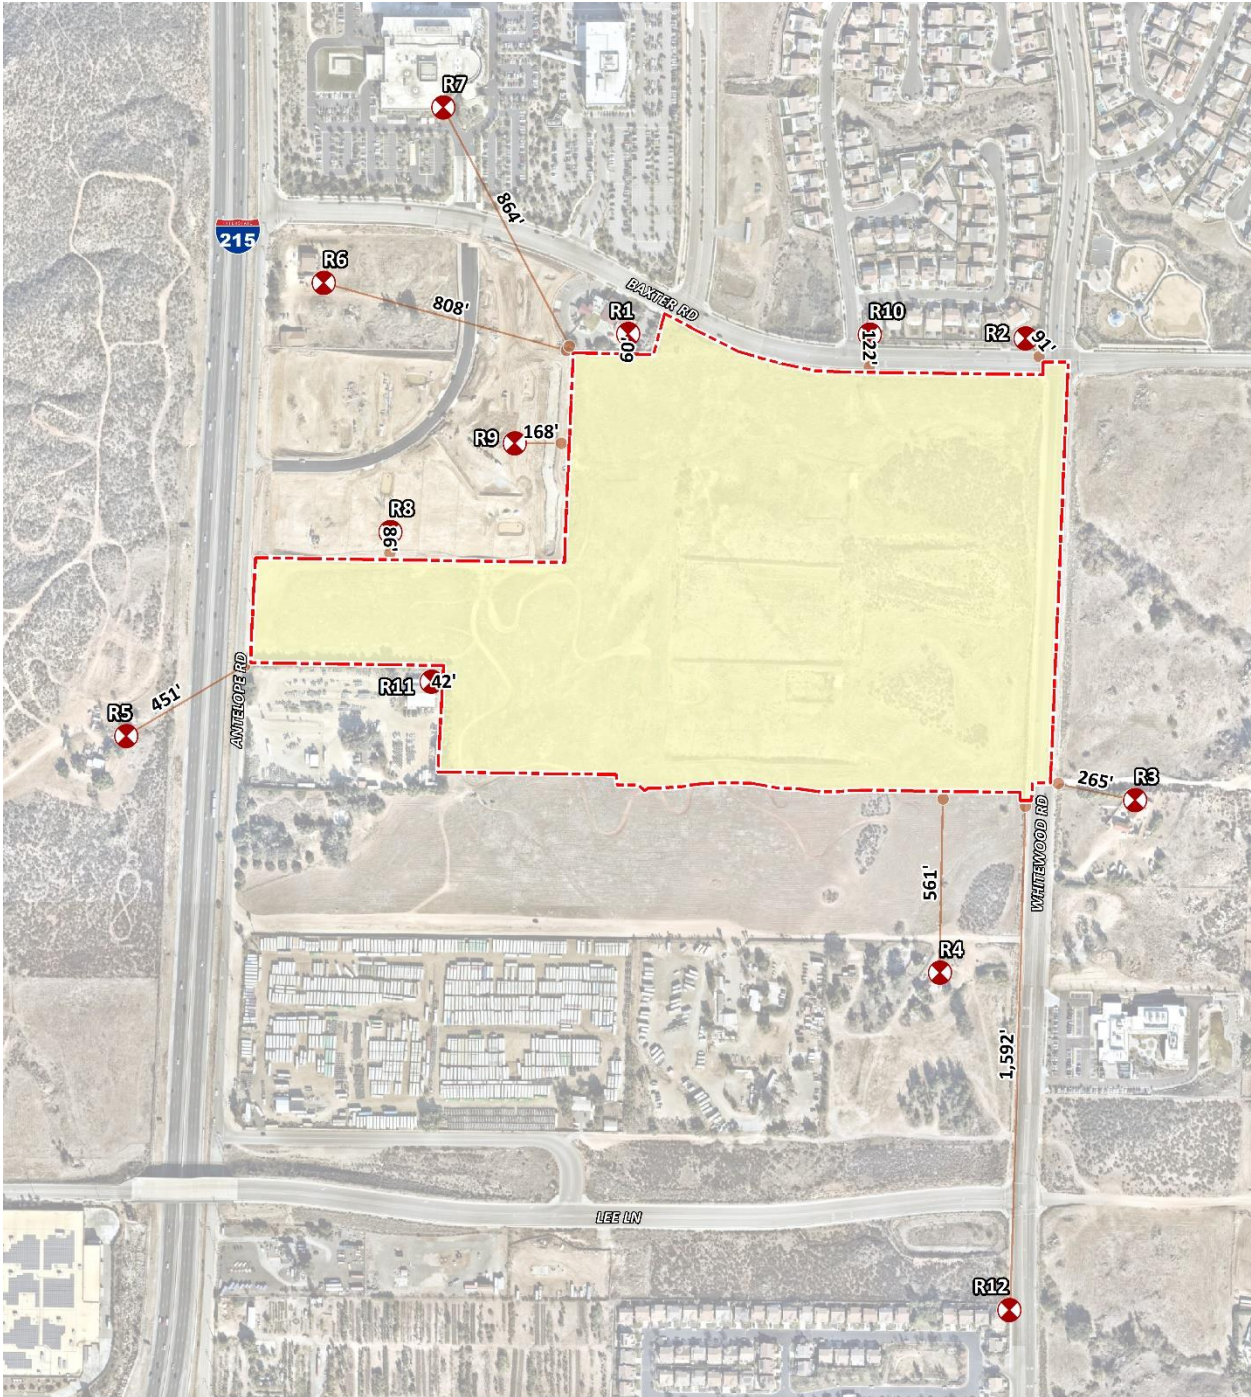 R7
864'
215
R6
808'
BAXTER RD
R1
60'
R10
122'
R2
91'
R9
168'
R8
86'
ANTELOPE RD
R11
42'
451'
R5
265'
R3
WHITEWOOD RD
561'
R4
1,592'
LEE LN
R12